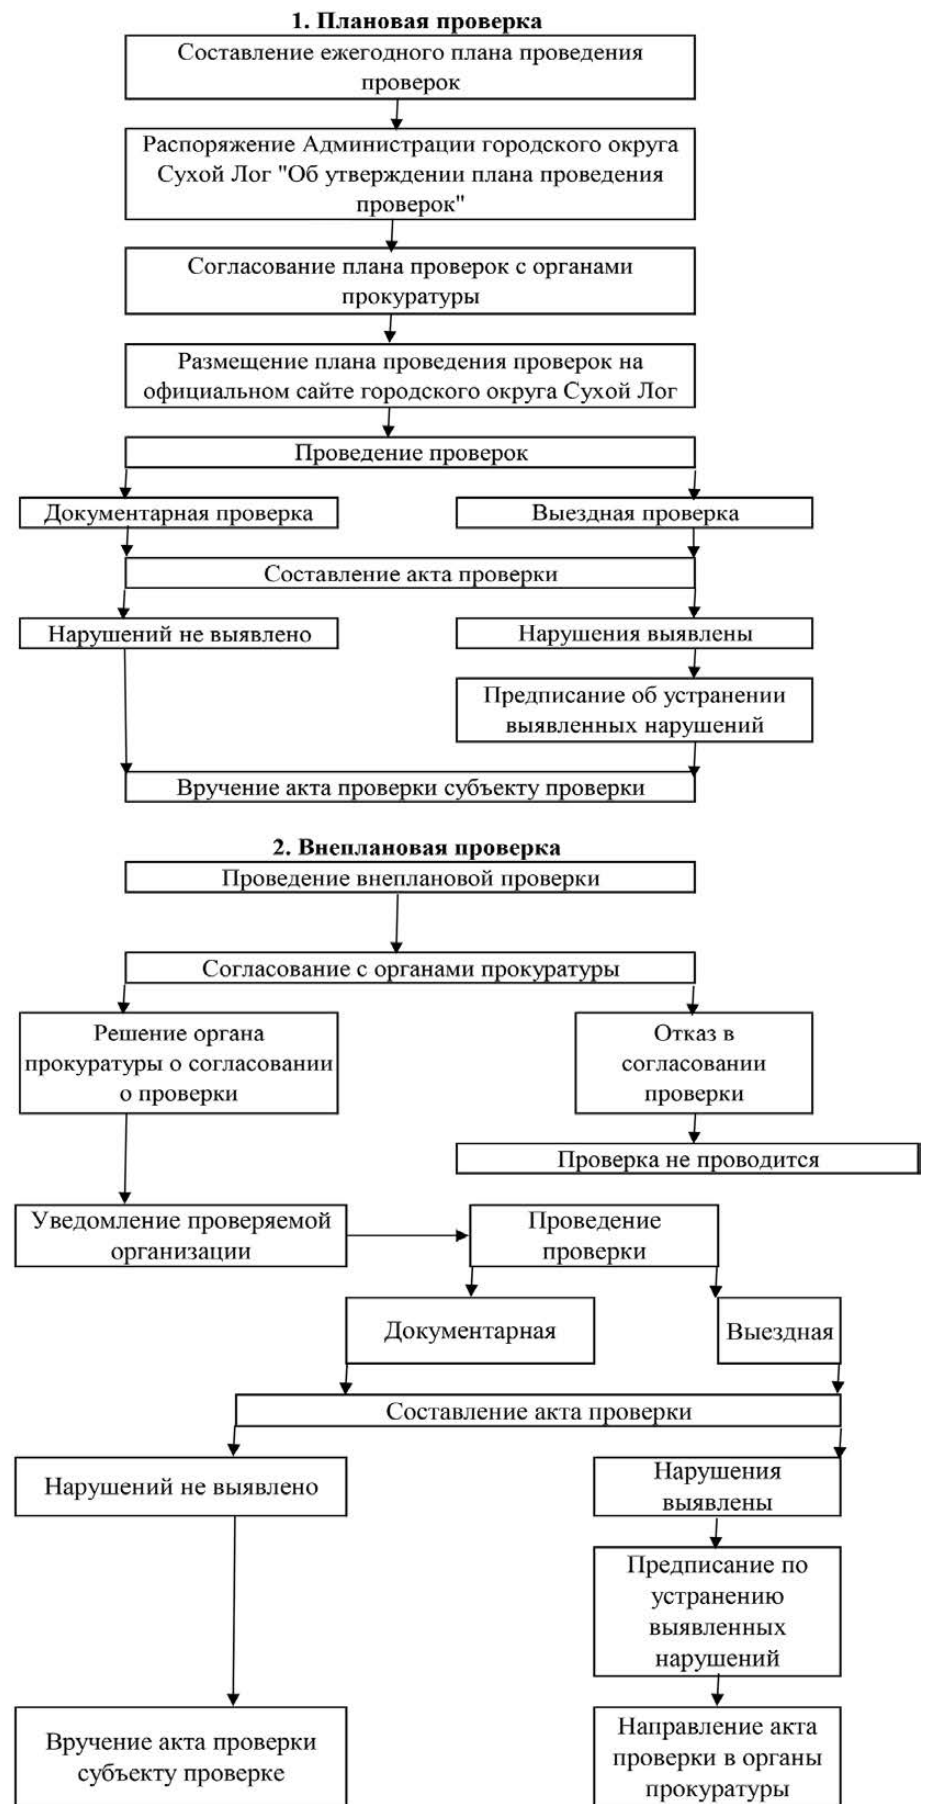 1. Плановая проверка
Составление ежегодного плана проведения
проверок
Распоряжение Администрации городского округа
Сухой Лог "Об утверждении плана проведения
проверок"
Согласование плана проверок с органами
прокуратуры
Размещение плана проведения проверок на
официальном сайте городского округа Сухой Лог
Проведение проверок
Документарная проверка
Выездная проверка
Составление акта проверки
Нарушений не выявлено
Нарушения выявлены
Предписание об устранении
выявленных нарушений
Вручение акта проверки субъекту проверки
2. Внеплановая проверка
Проведение внеплановой проверки
Согласование с органами прокуратуры
Решение органа
прокуратуры о согласовании
о проверки
Отказ в
согласовании
проверки
Проверка не проводится
Уведомление проверяемой
организации
Проведение
проверки
Документарная
Выездная
Составление акта проверки
Нарушений не выявлено
Нарушения
выявлены
Предписание по
устранению
выявленных
нарушений
Вручение акта проверки
субъекту проверке
Направление акта
проверки в органы
прокуратуры